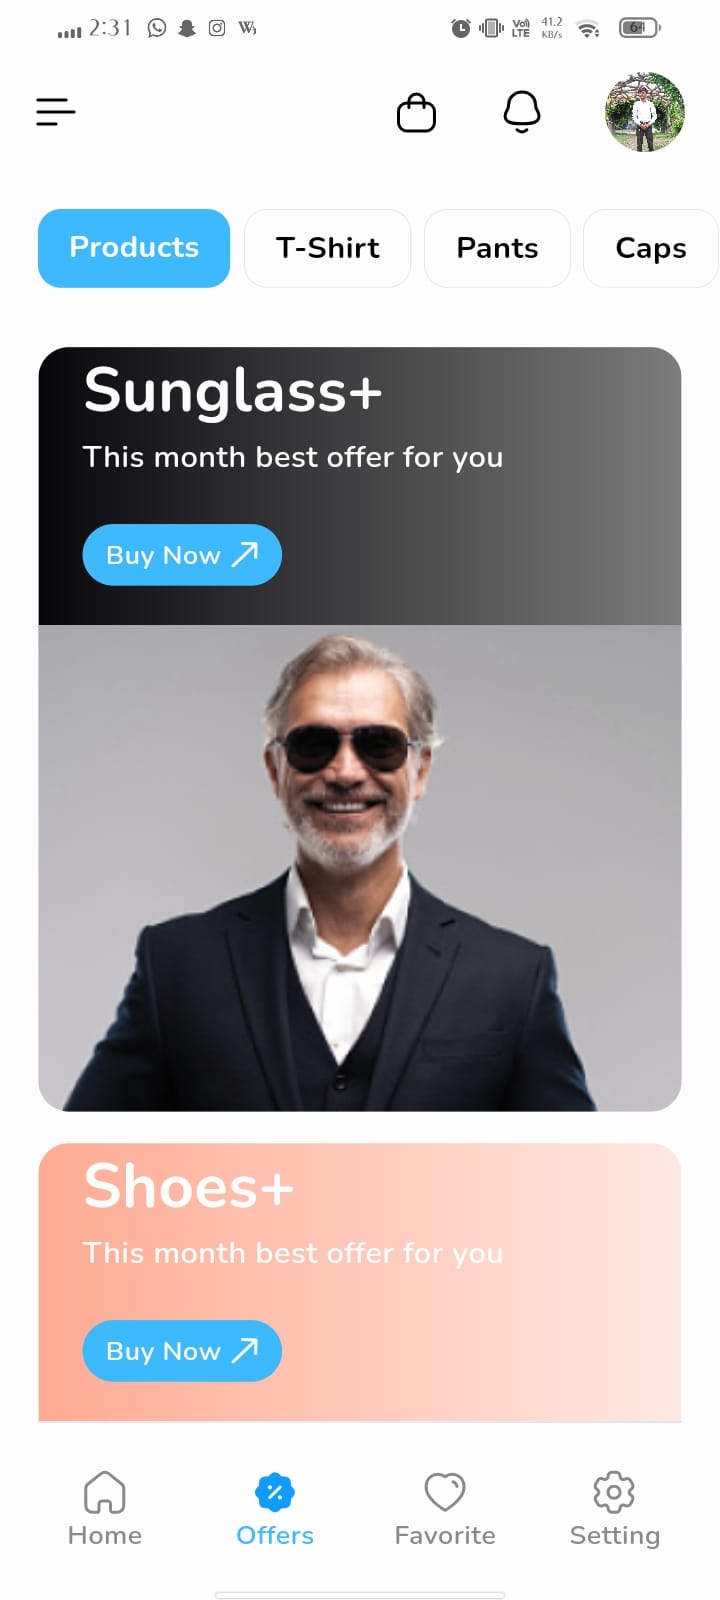 2:31 Vol) LTE 41.2 KB/s 64
Products T-Shirt Pants Caps
Sunglass+
This month best offer for you
Buy Now
Shoes+
This month best offer for you
Buy Now
Home Offers Favorite Setting